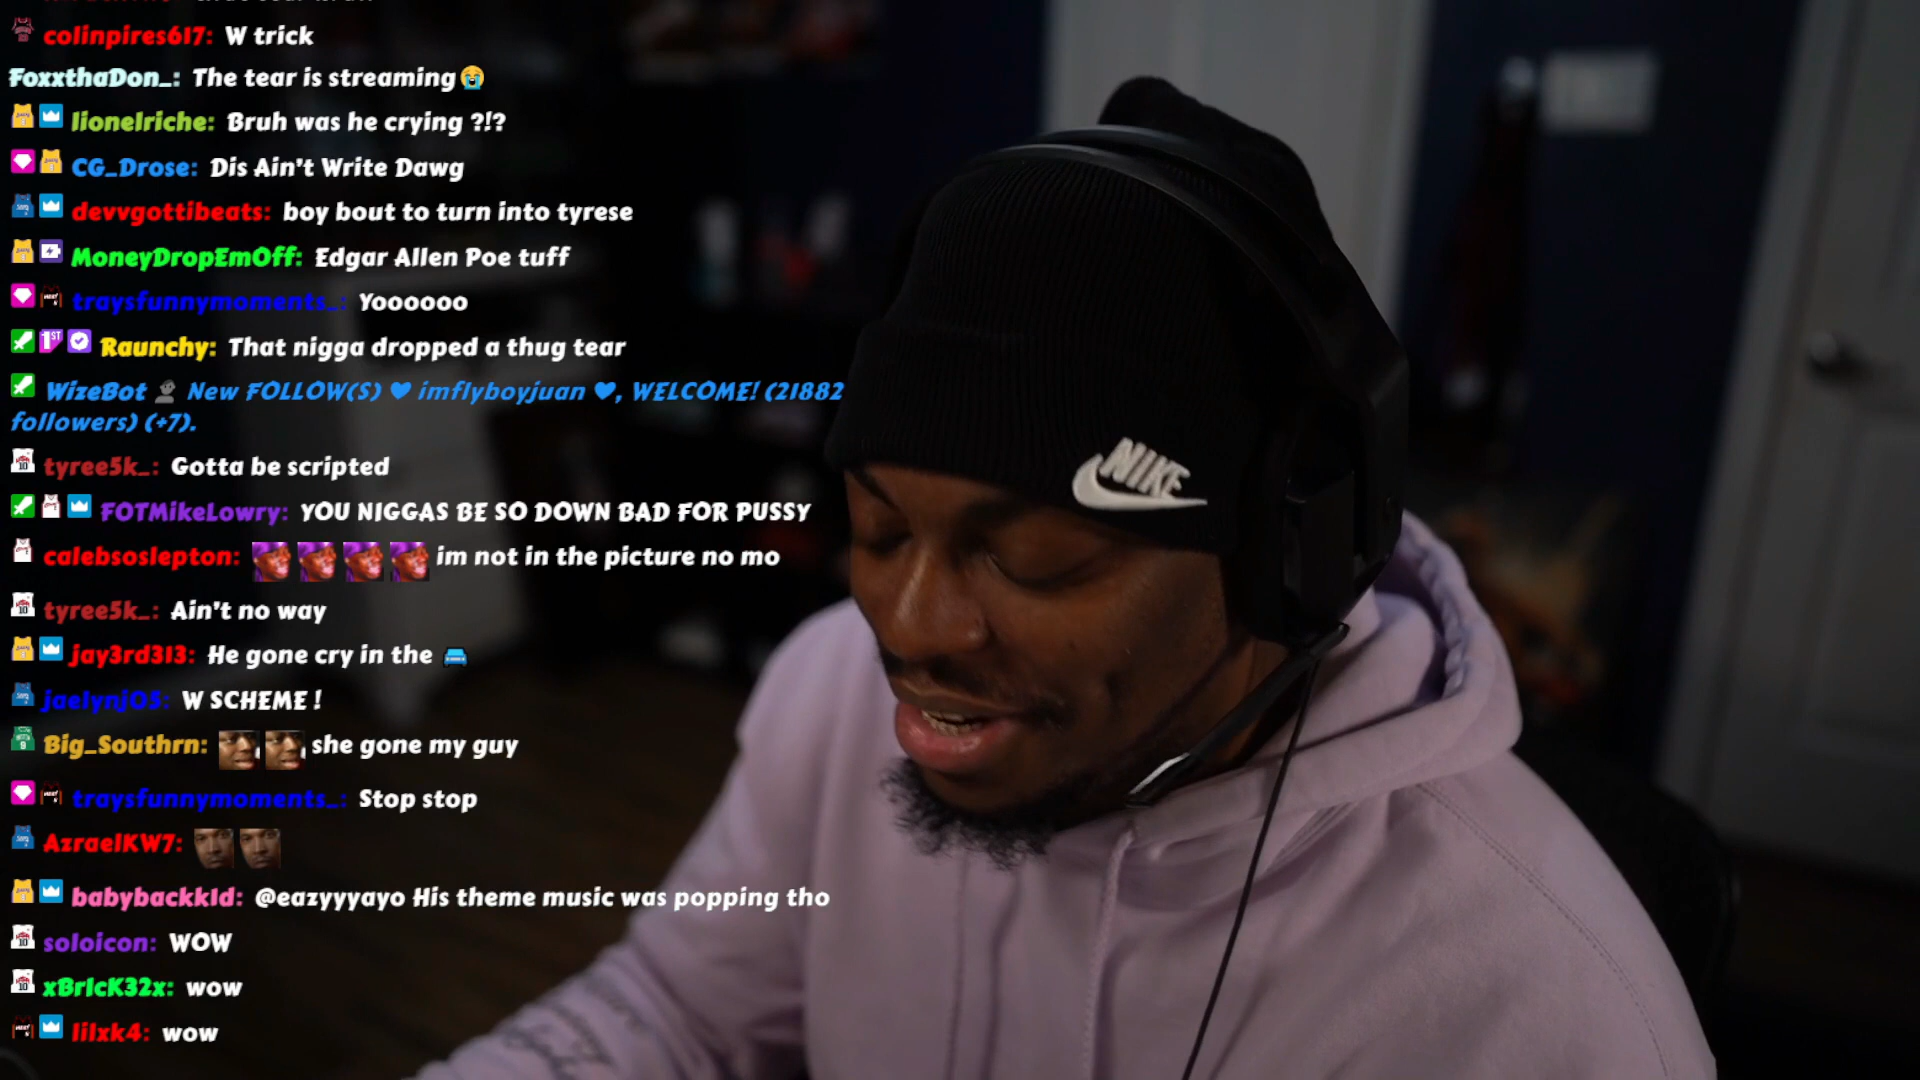 colinpires617: W trick
FoxxthaDon_: The tear is streaming😭
lionelriche: Bruh was he crying ?!?
CG_Drose: Dis Ain't Write Dawg
devvgottibeats: boy bout to turn into tyrese
MoneyDropEmOff: Edgar Allen Poe tuff
traysfunnymoments_: Yoooooo
1ST Raunchy: That nigga dropped a thug tear
WizeBot New FOLLOW(S) imflyboyjuan , WELCOME! (21882
followers) (+7).
tyree5k_: Gotta be scripted
FOTMikeLowry: YOU NIGGAS BE SO DOWN BAD FOR PUSSY
calebsoslepton: im not in the picture no mo
tyree5k_: Ain't no way
jay3rd313: He gone cry in the 🚘
jaelynj05: W SCHEME !
Big_Southrn: she gone my guy
traysfunnymoments_: Stop stop
AzraelKW7:
babybackk1d: @eazyyyayo His theme music was popping tho
soloicon: WOW
xBrIcK32x: wow
lilxk4: wow
NIKE